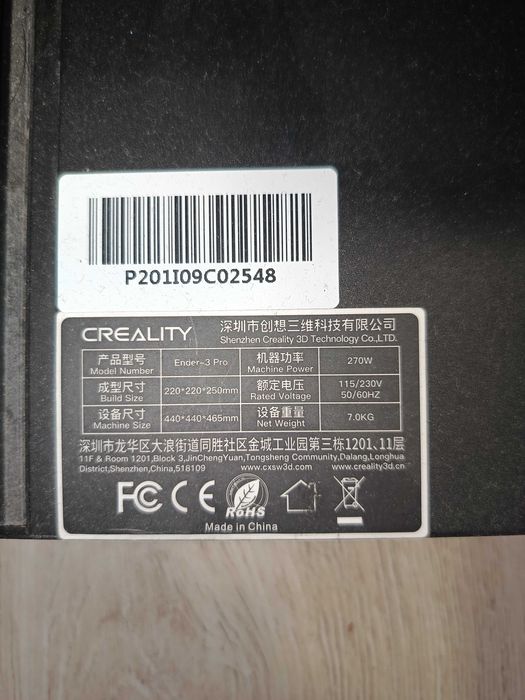 P201I09C02548
CREALITY 深圳市创想三维科技有限公司
Shenzhen Creality 3D Technology Co.,LTD.
产品型号 Ender-3 Pro 机器功率 270W
Model Number Machine Power
成型尺寸 220*220*250mm 额定电压 115/230V
Build Size Rated Voltage 50/60HZ
设备尺寸 440*440*465mm 设备重量 7.0KG
Machine Size Net Weight
深圳市龙华区大浪街道同胜社区金城工业园第三栋1201、11层
11F & Room 1201,Block 3,JinChengYuan,Tongsheng Community,Dalang,Longhua
District,Shenzhen,China,518109 www.cxsw3d.com www.creality3d.cn
FC CE RoHS
Made in China